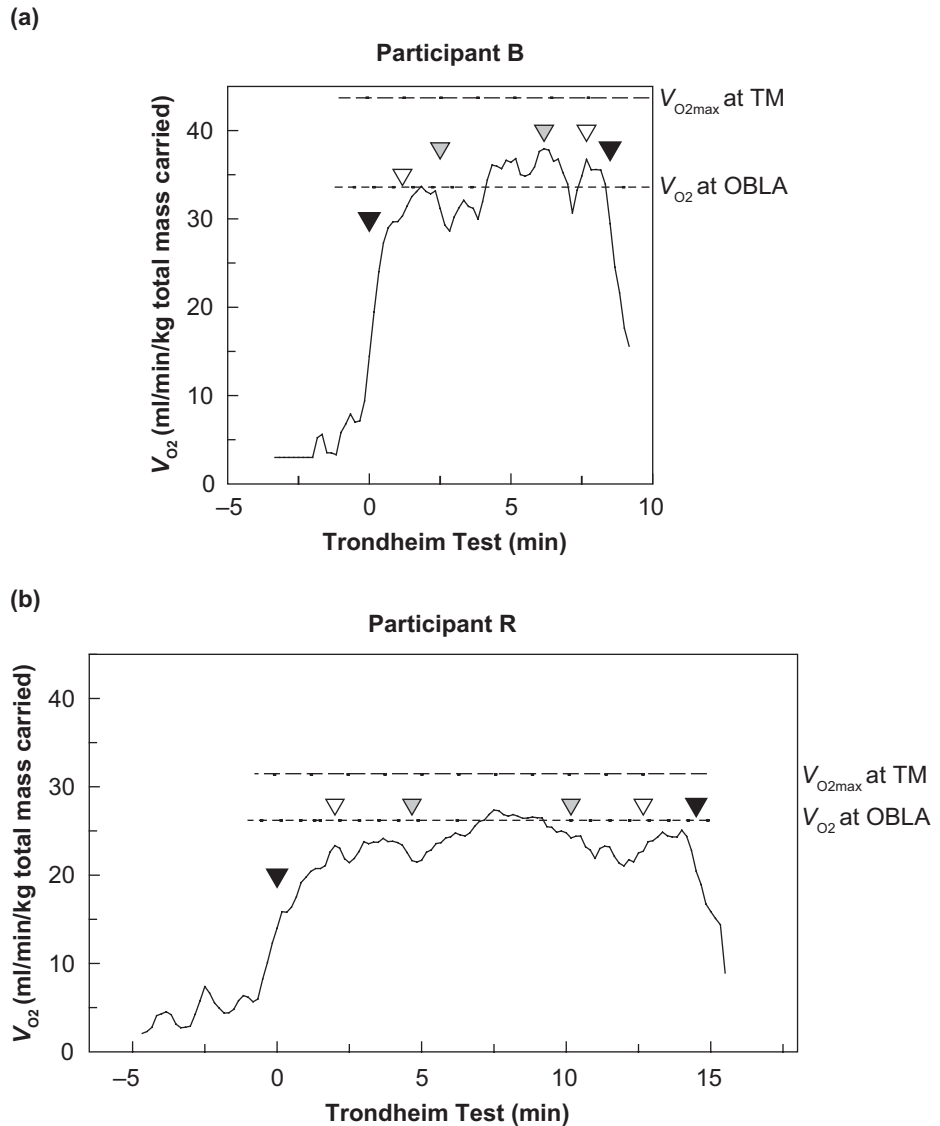 (a)
Participant B
V̇O2 (ml/min/kg total mass carried)
40
30
20
10
0
VO2max at TM
VO2 at OBLA
–5
0
5
10
Trondheim Test (min)
(b)
Participant R
VO2 (ml/min/kg total mass carried)
40
30
20
10
0
VO2max at TM
VO2 at OBLA
–5
0
5
10
15
Trondheim Test (min)